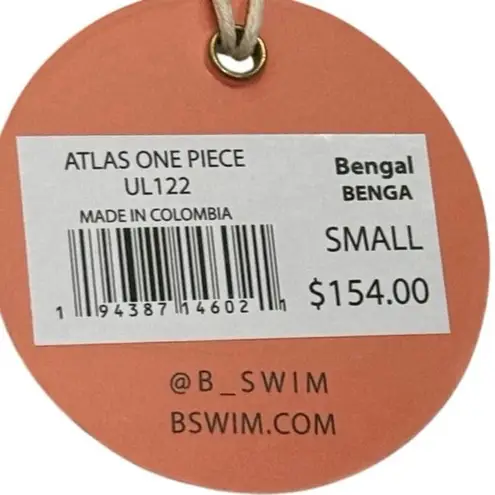 ATLAS ONE PIECE
UL122
MADE IN COLOMBIA
1 94387 14602 1
Bengal
BENGA
SMALL
$154.00
@B_SWIM
BSWIM.COM